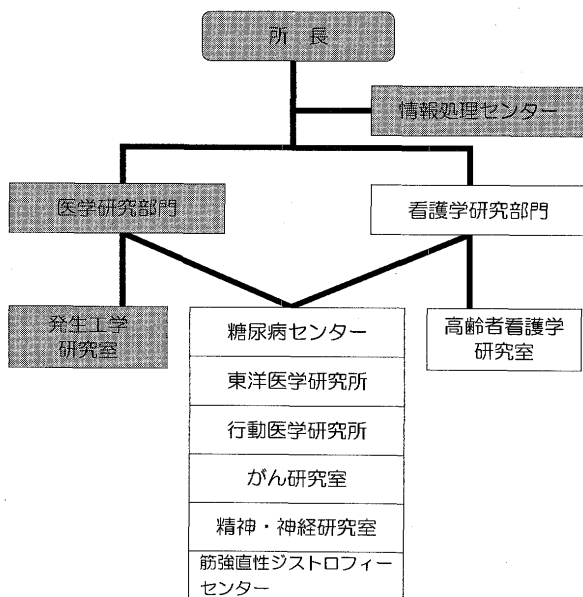 所 長
情報処理センター
医学研究部門
看護学研究部門
発生工学
研究室
糖尿病センター
東洋医学研究所
行動医学研究所
がん研究室
精神・神経研究室
筋強直性ジストロフィー
センター
高齢者看護学
研究室